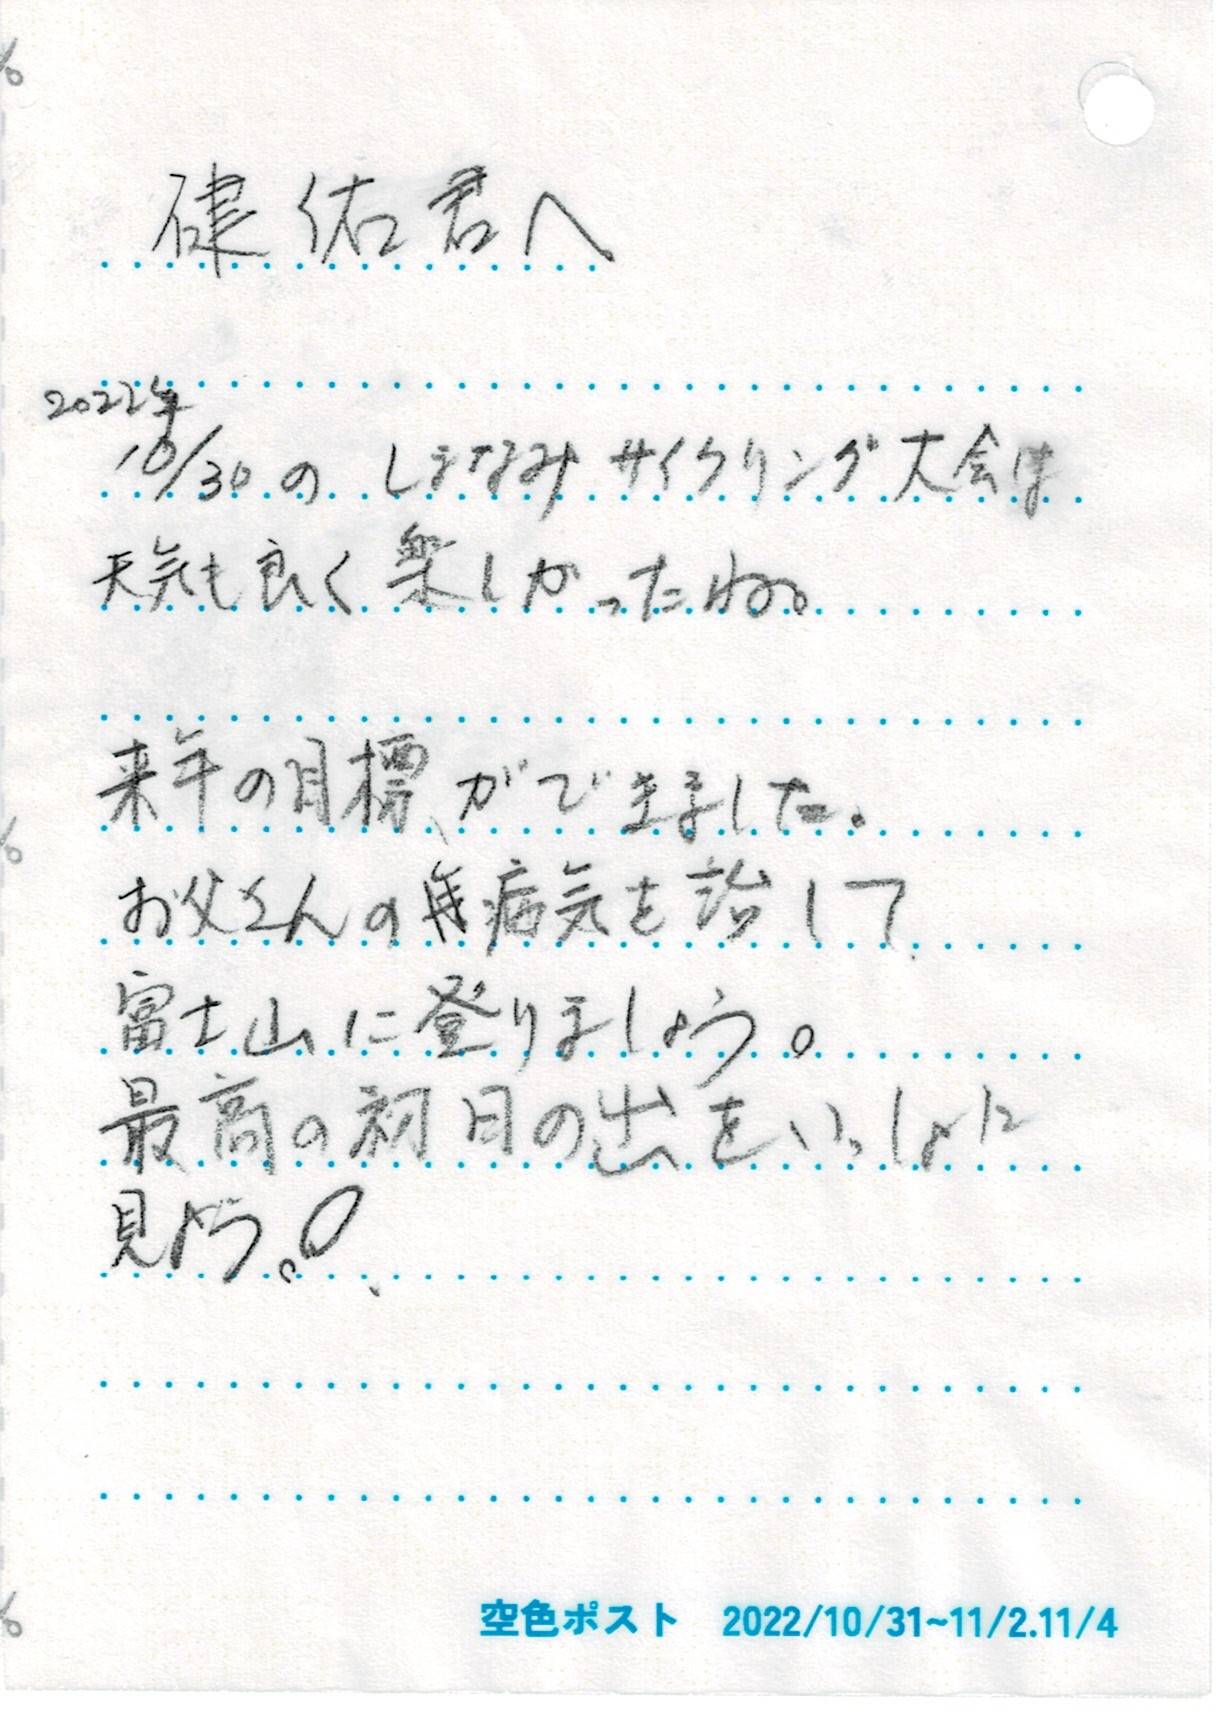 健佑君へ
2022年
10/30の しまなみサイクリング大会は
天気も良く楽しかったね。
来年の目標ができました。
お父さんの病気を治して
富士山に登りましょう。
最高の初日の出をいっしょに
見よう。
空色ポスト 2022/10/31~11/2.11/4